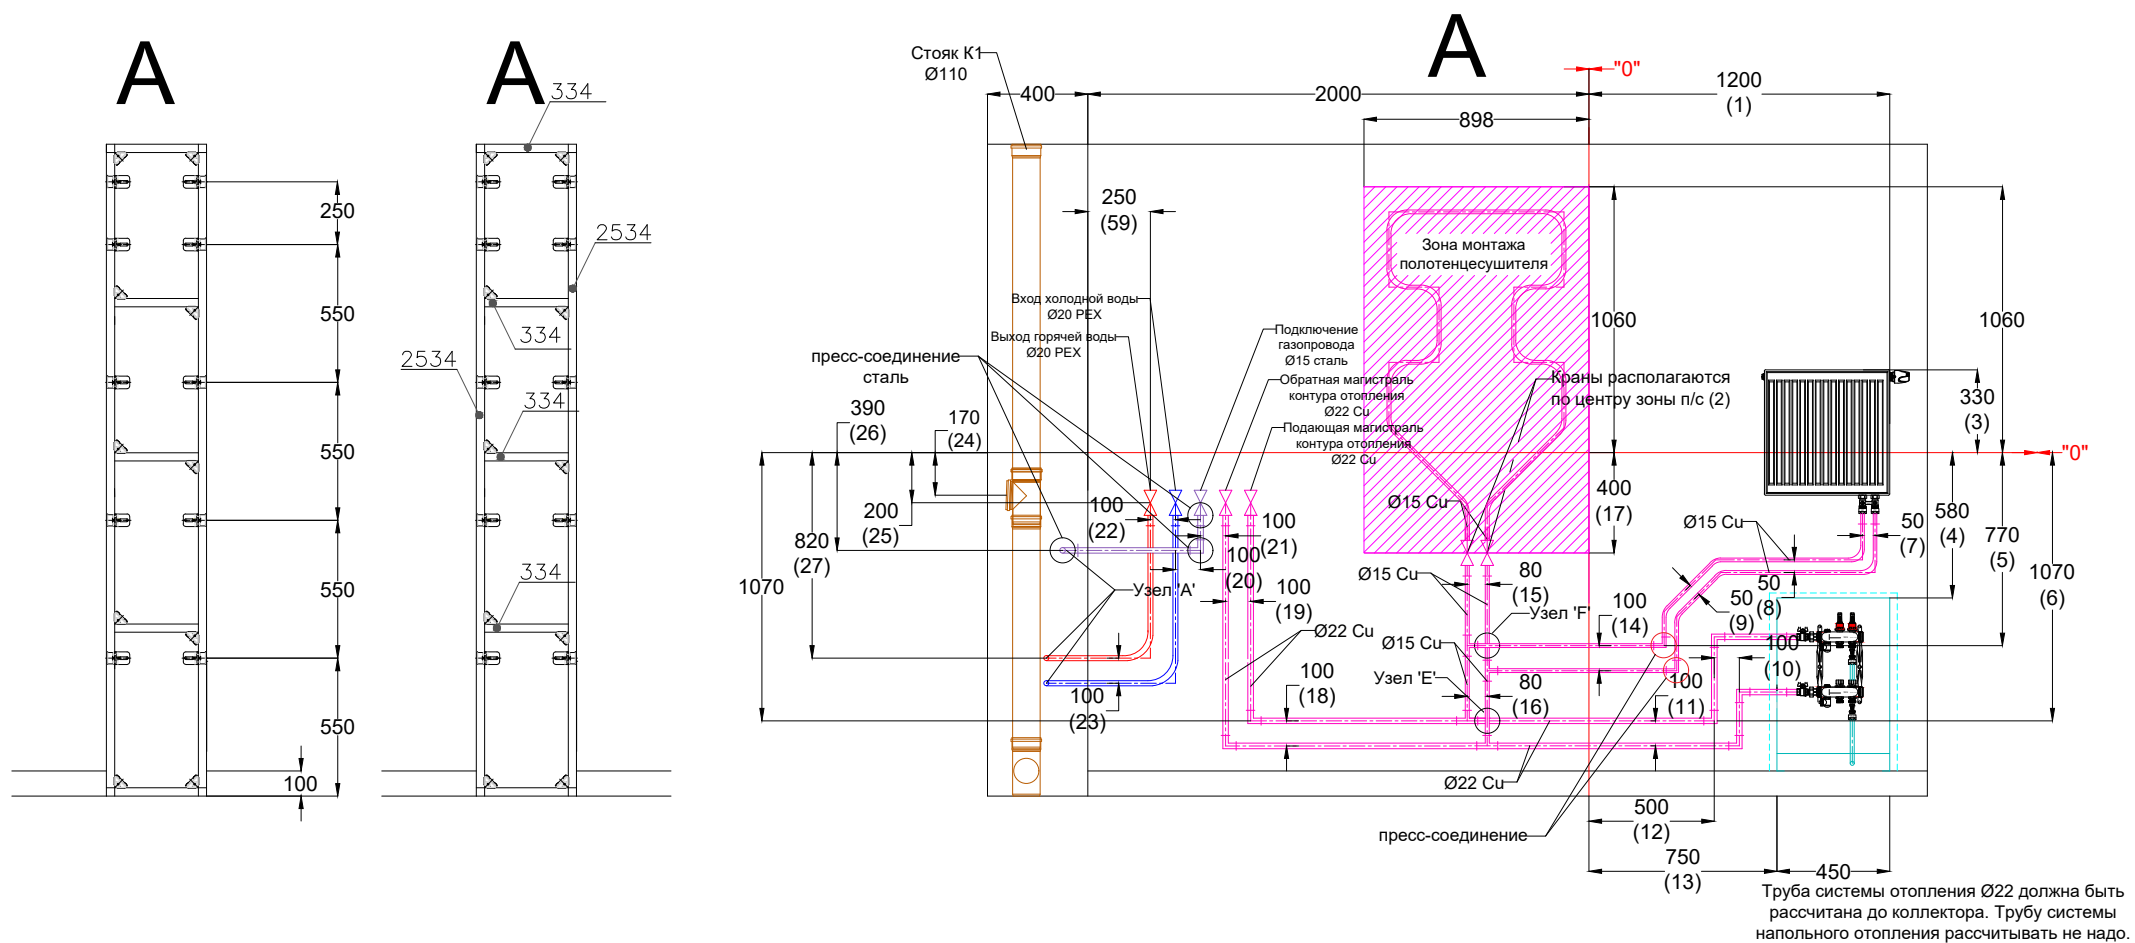 A
250
550
550
550
550
100
A
334
2534
334
2534
334
334
A
Стояк К1
Ø110
400
2000
"0"
1200
(1)
898
250
(59)
Зона монтажа
полотенцесушителя
1060
1060
Вход холодной воды
Ø20 PEX
Выход горячей воды
Ø20 PEX
Подключение
газопровода
Ø15 сталь
пресс-соединение
сталь
Обратная магистраль
контура отопления
Ø22 Cu
Подающая магистраль
контура отопления
Ø22 Cu
Краны располагаются
по центру зоны п/с (2)
330
(3)
390
(26)
170
(24)
"0"
400
(17)
Ø15 Cu
200
(25)
820
(27)
1070
100
(22)
100
(21)
100
(20)
100
(19)
Узел 'A'
Ø15 Cu
80
(15)
Узел 'F'
100
(14)
Ø15 Cu
50
(7)
50
(8)
50
(9)
580
(4)
770
(5)
1070
(6)
Ø22 Cu
Ø15 Cu
Узел 'E'
80
(16)
100
(18)
100
(23)
100
(11)
100
(10)
Ø22 Cu
пресс-соединение
500
(12)
750
(13)
450
Труба системы отопления Ø22 должна быть
рассчитана до коллектора. Трубу системы
напольного отопления рассчитывать не надо.